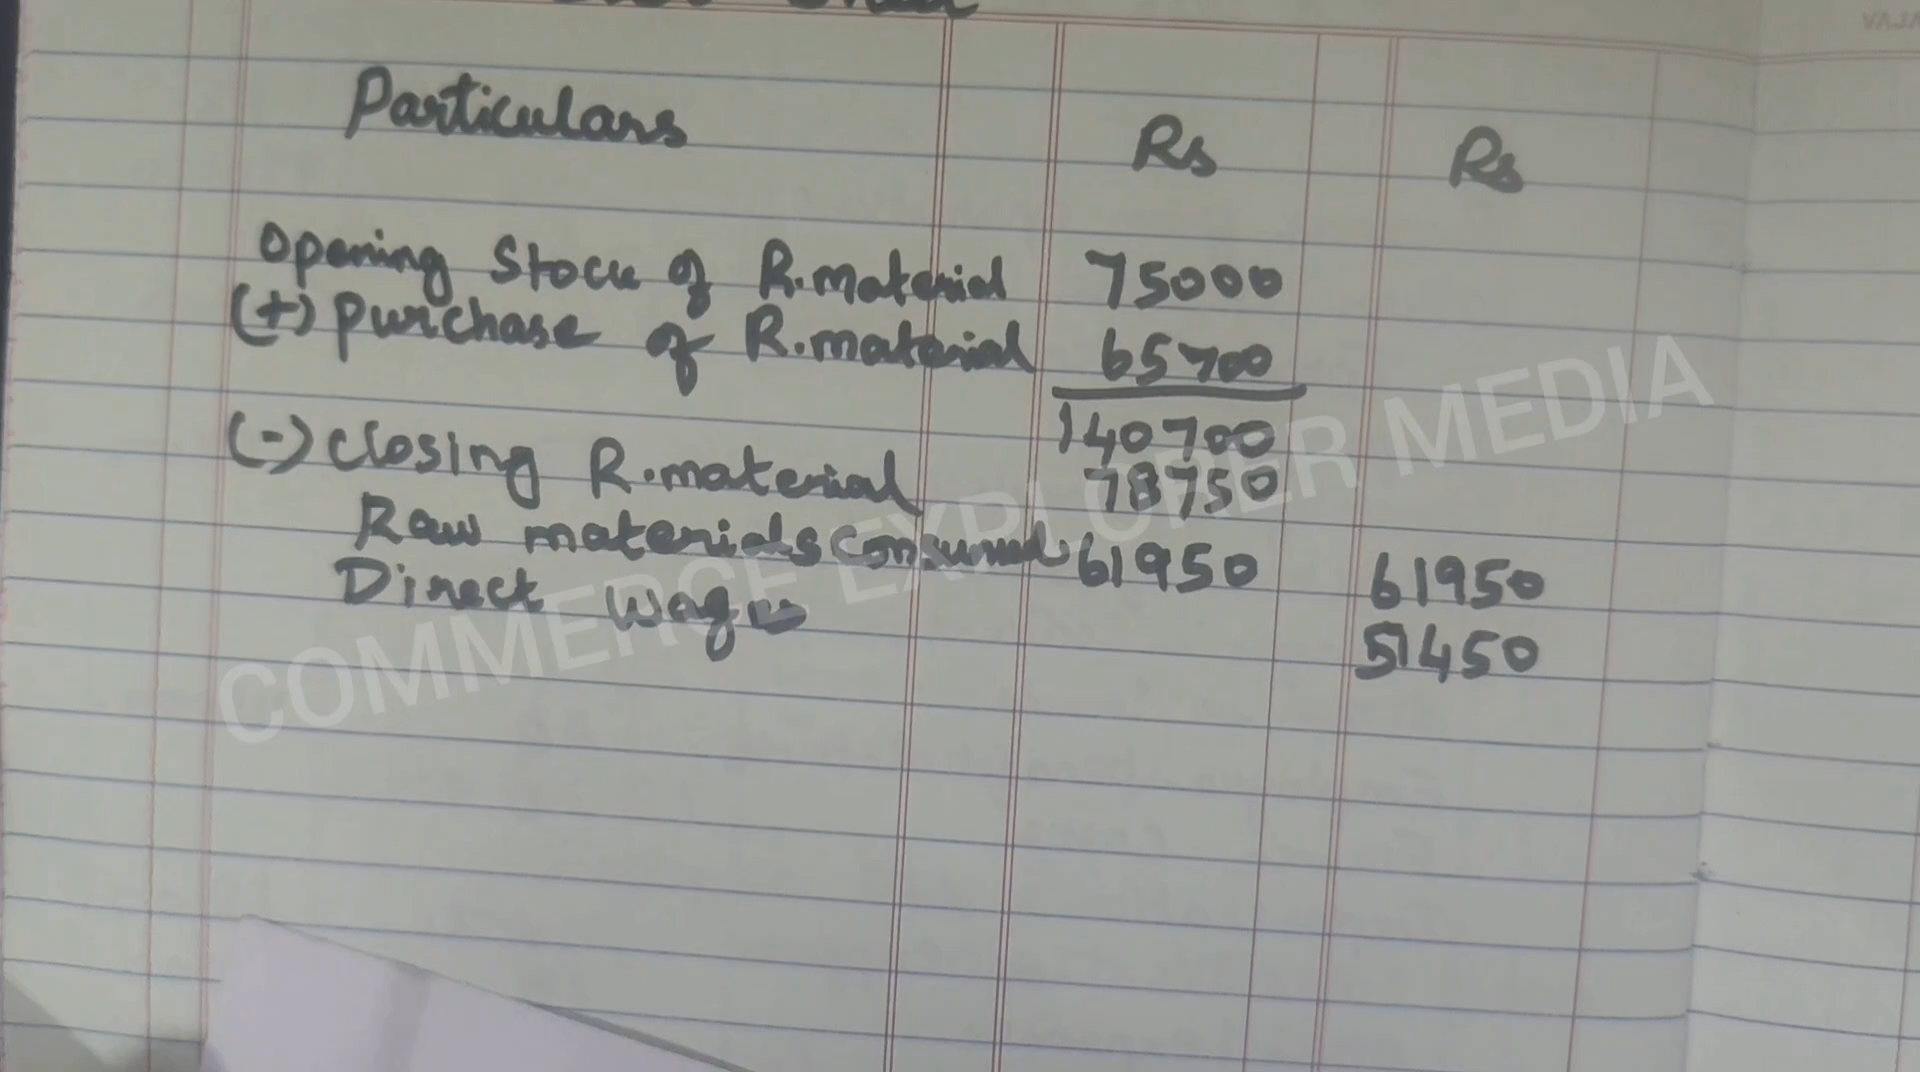 Particulars Rs Rs
Opening Stock of R.material 75000
(+) Purchase of R.material 65700
140700
(-) Closing R.material 78750
Raw materials consumed 61950 61950
Direct wages 51450
COMMERCE EXPLORER MEDIA